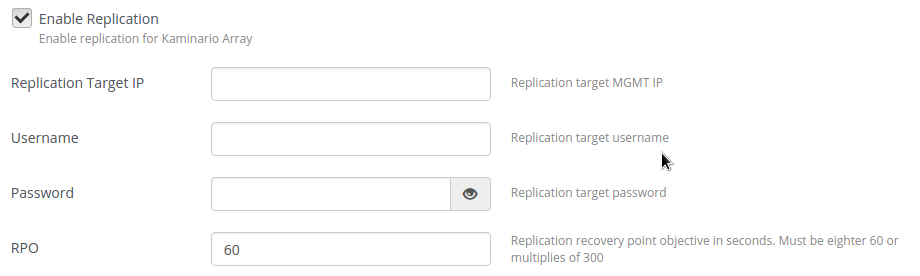 Enable Replication
Enable replication for Kaminario Array
Replication Target IP
Replication target MGMT IP
Username
Replication target username
Password
Replication target password
RPO
60
Replication recovery point objective in seconds. Must be eighter 60 or
multiplies of 300